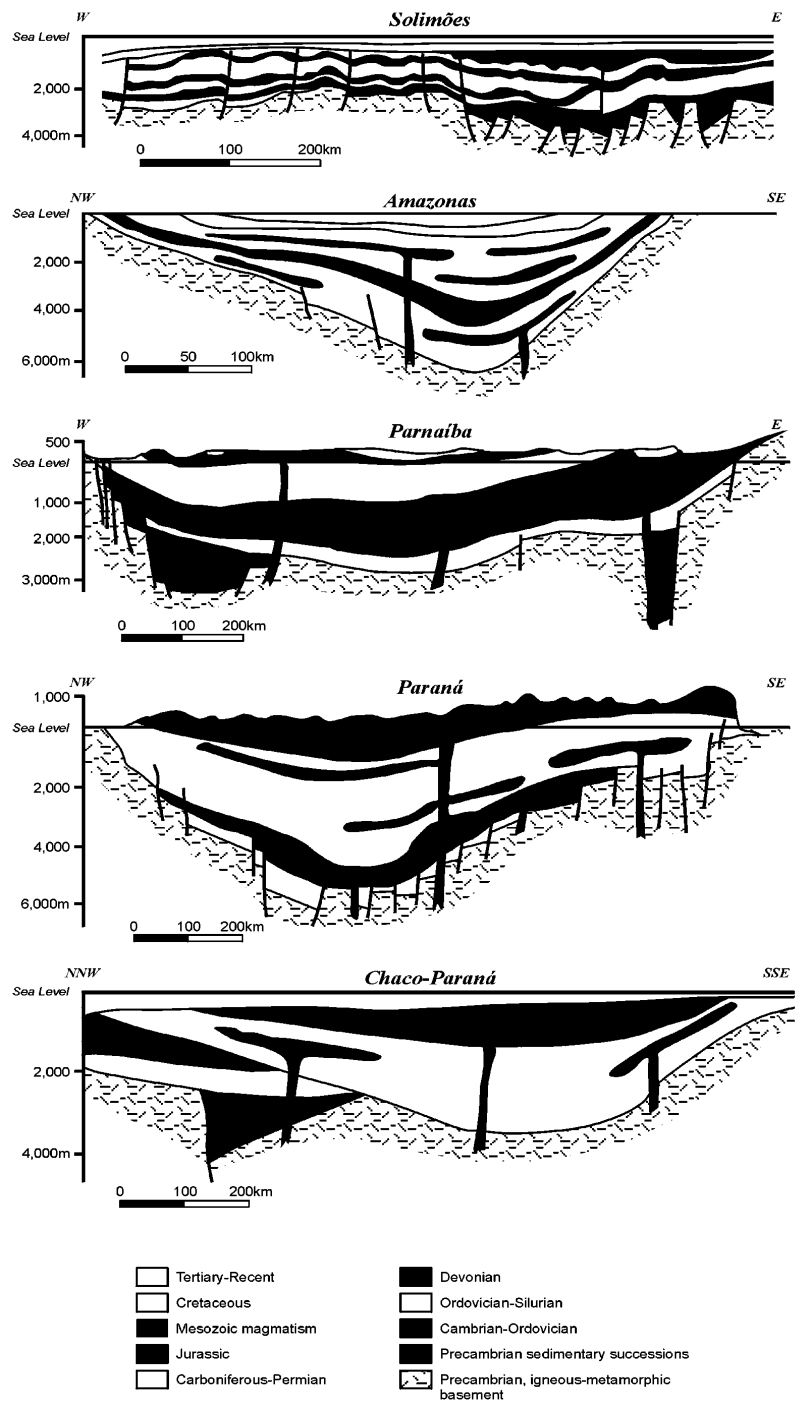 W Solimões E
Sea Level
2,000
4,000m
0 100 200km
NW Amazonas SE
Sea Level
2,000
4,000
6,000m
0 50 100km
W Parnaíba E
500
Sea Level
1,000
2,000
3,000m
0 100 200km
NW Paraná SE
1,000
Sea Level
2,000
4,000
6,000m
0 100 200km
NNW Chaco-Paraná SSE
Sea Level
2,000
4,000m
0 100 200km
Tertiary-Recent
Cretaceous
Mesozoic magmatism
Jurassic
Carboniferous-Permian
Devonian
Ordovician-Silurian
Cambrian-Ordovician
Precambrian sedimentary successions
Precambrian, igneous-metamorphic
basement